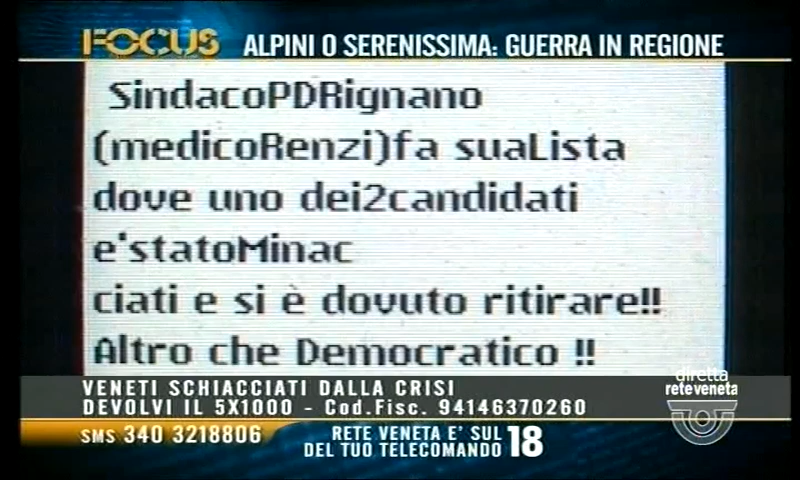 FOCUS ALPINI O SERENISSIMA: GUERRA IN REGIONE
SindacoPDRignano
(medicoRenzi)fa suaLista
dove uno dei2candidati
e'statoMinac
ciati e si è dovuto ritirare!!
Altro che Democratico !!
VENETI SCHIACCIATI DALLA CRISI
DEVOLVI IL 5X1000 - Cod.Fisc. 94146370260
diretta
reteveneta
SMS 340 3218806
RETE VENETA E' SUL
DEL TUO TELECOMANDO 18